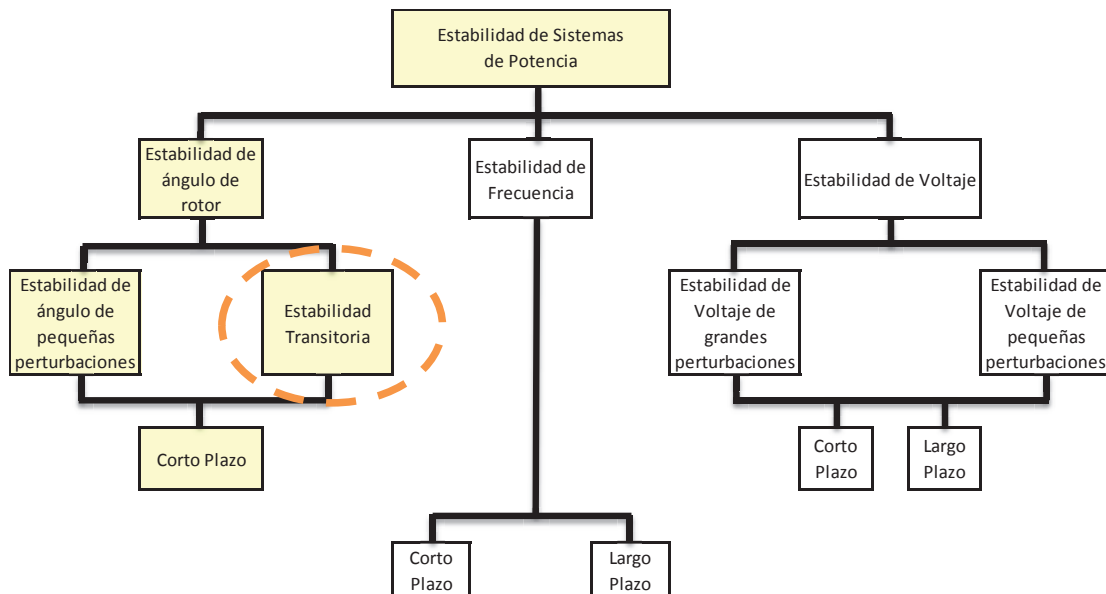 Estabilidad de Sistemas
de Potencia
Estabilidad de
ángulo de
rotor
Estabilidad de
Frecuencia
Estabilidad de Voltaje
Estabilidad de
ángulo de
pequeñas
perturbaciones
Estabilidad
Transitoria
Estabilidad de
Voltaje de
grandes
perturbaciones
Estabilidad de
Voltaje de
pequeñas
perturbaciones
Corto Plazo
Corto
Plazo
Largo
Plazo
Corto
Plazo
Largo
Plazo